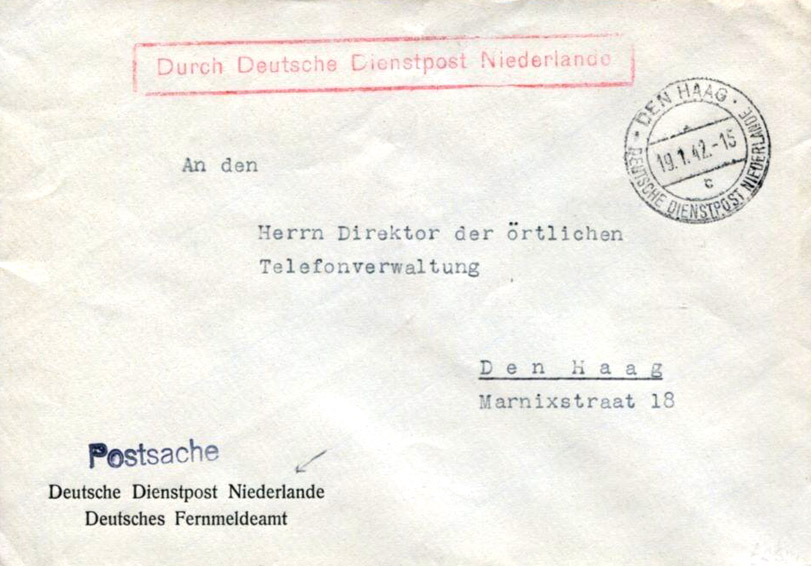 Durch Deutsche Dienstpost Niederlande
DEN HAAG
19.1.42.-15
c
DEUTSCHE DIENSTPOST NIEDERLANDE
An den
Herrn Direktor der örtlichen
Telefonverwaltung
Den Haag
Marnixstraat 18
Postsache
Deutsche Dienstpost Niederlande
Deutsches Fernmeldeamt